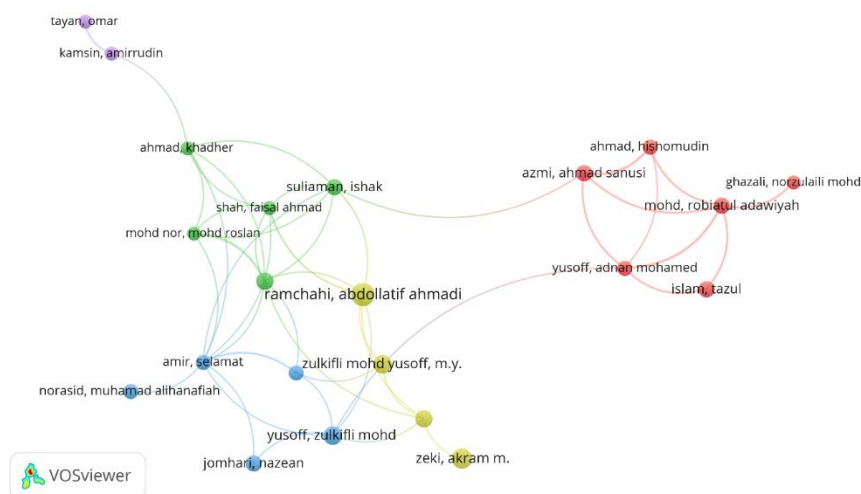 tayan, omar
kamsin, amirrudin
ahmad, khadher
ahmad, hishomudin
azmi, ahmad sanusi
ghazali, norzulaili mohd
suliaman, ishak
shah, faisal ahmad
mohd, robiatul adawiyah
mohd nor, mohd roslan
yusoff, adnan mohamed
ramchahi, abdollatif ahmadi
islam, tazul
amir, selamat
zulkifli mohd yusoff, m.y.
norasid, muhamad alihanafiah
yusoff, zulkifli mohd
jomhari, nazean
zeki, akram m.
VOSviewer